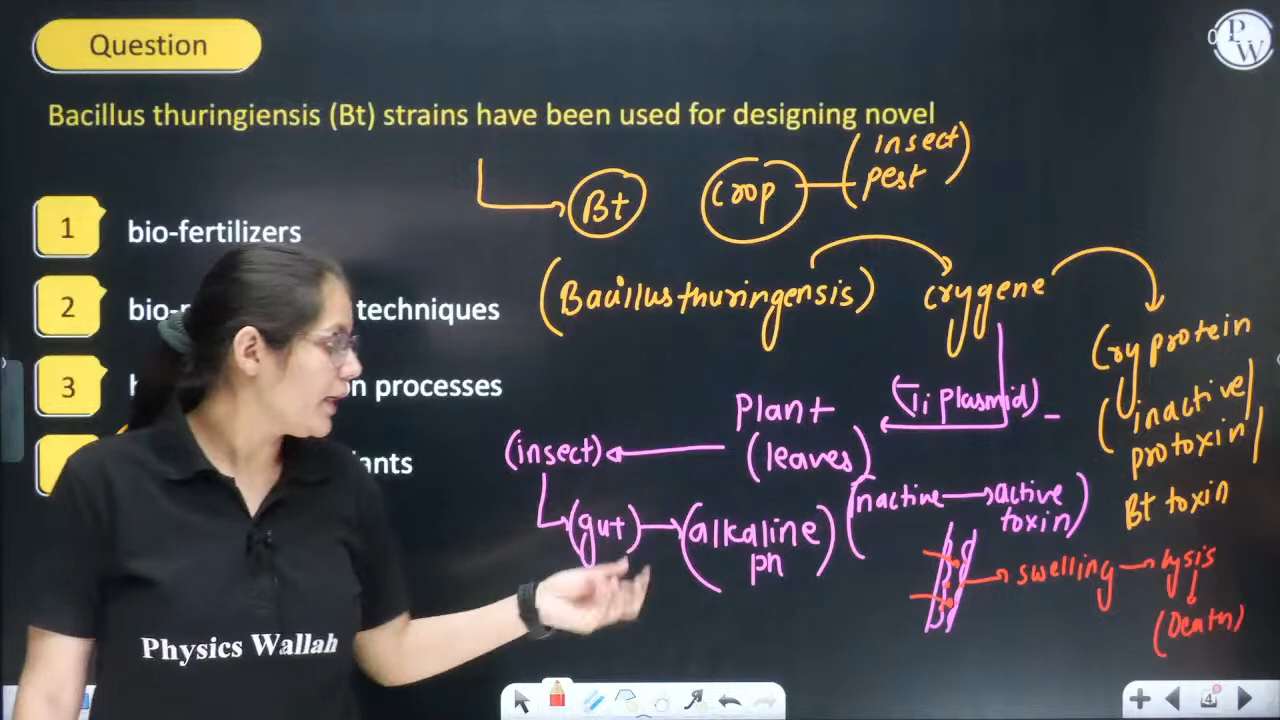 Question
PW
Bacillus thuringiensis (Bt) strains have been used for designing novel
(insect
pest)
Bt
Crop
1 bio-fertilizers
2 techniques
(Bacillus thuringensis)
crygene
Cry protein
(inactive/
protoxin)
Bt toxin
3 processes
(Ti plasmid)
Plant
(leaves)
(insect)
(gut)
(alkaline
pH)
(inactive → active
toxin)
swelling → lysis
(Death)
Physics Wallah